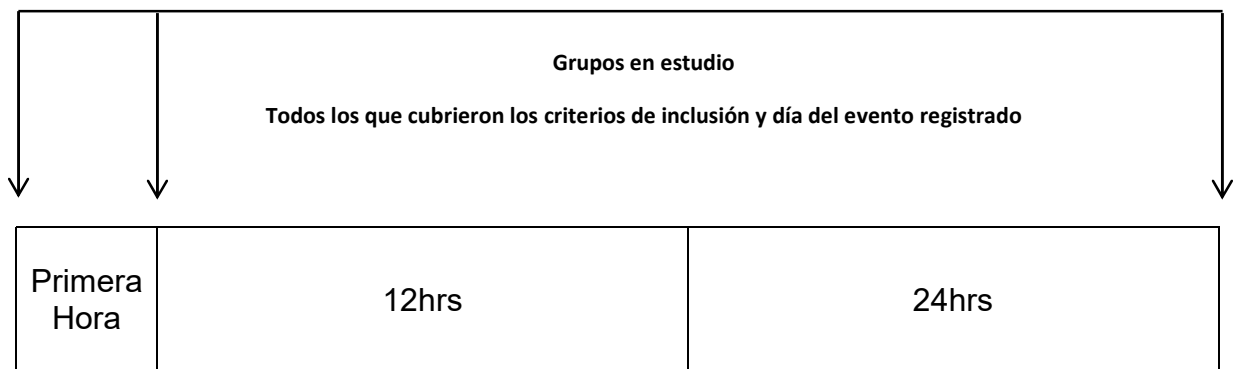 Grupos en estudio
Todos los que cubrieron los criterios de inclusión y día del evento registrado
Primera
Hora
12hrs
24hrs